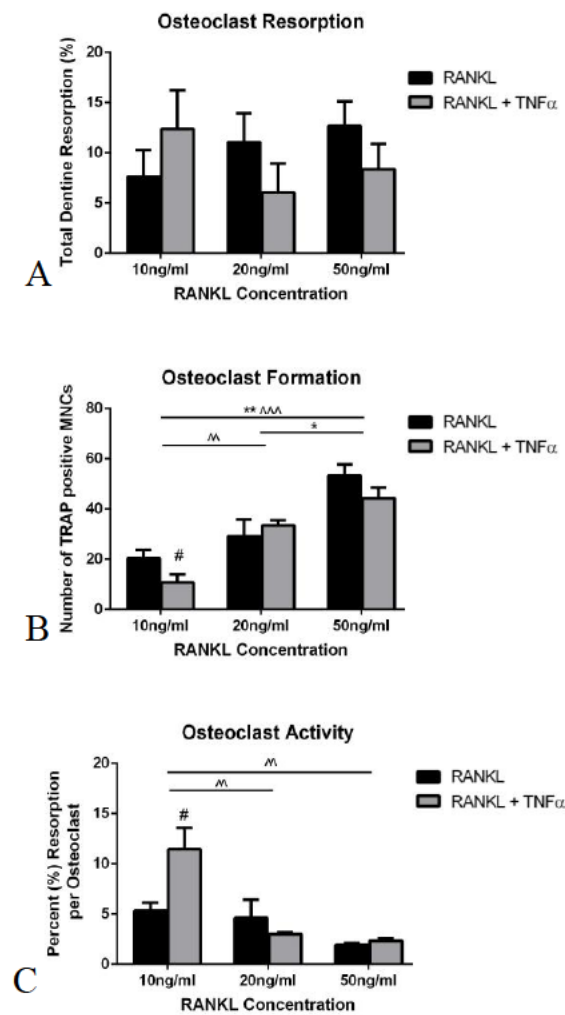 Osteoclast Resorption
Total Dentine Resorption (%)
20
15
10
5
0
10ng/ml 20ng/ml 50ng/ml
RANKL Concentration
RANKL
RANKL + TNFα
A
Osteoclast Formation
Number of TRAP positive MNCs
80
60
40
20
0
** ^^^
^^
*
#
10ng/ml 20ng/ml 50ng/ml
RANKL Concentration
RANKL
RANKL + TNFα
B
Osteoclast Activity
Percent (%) Resorption
per Osteoclast
20
15
10
5
0
^^
^^
#
10ng/ml 20ng/ml 50ng/ml
RANKL Concentration
RANKL
RANKL + TNFα
C